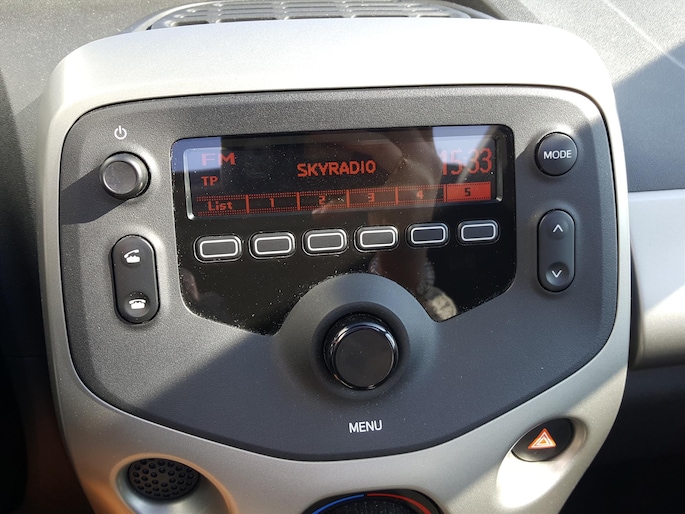 FM
SKYRADIO
15:33
TP
List 1 2 3 4 5
MODE
MENU